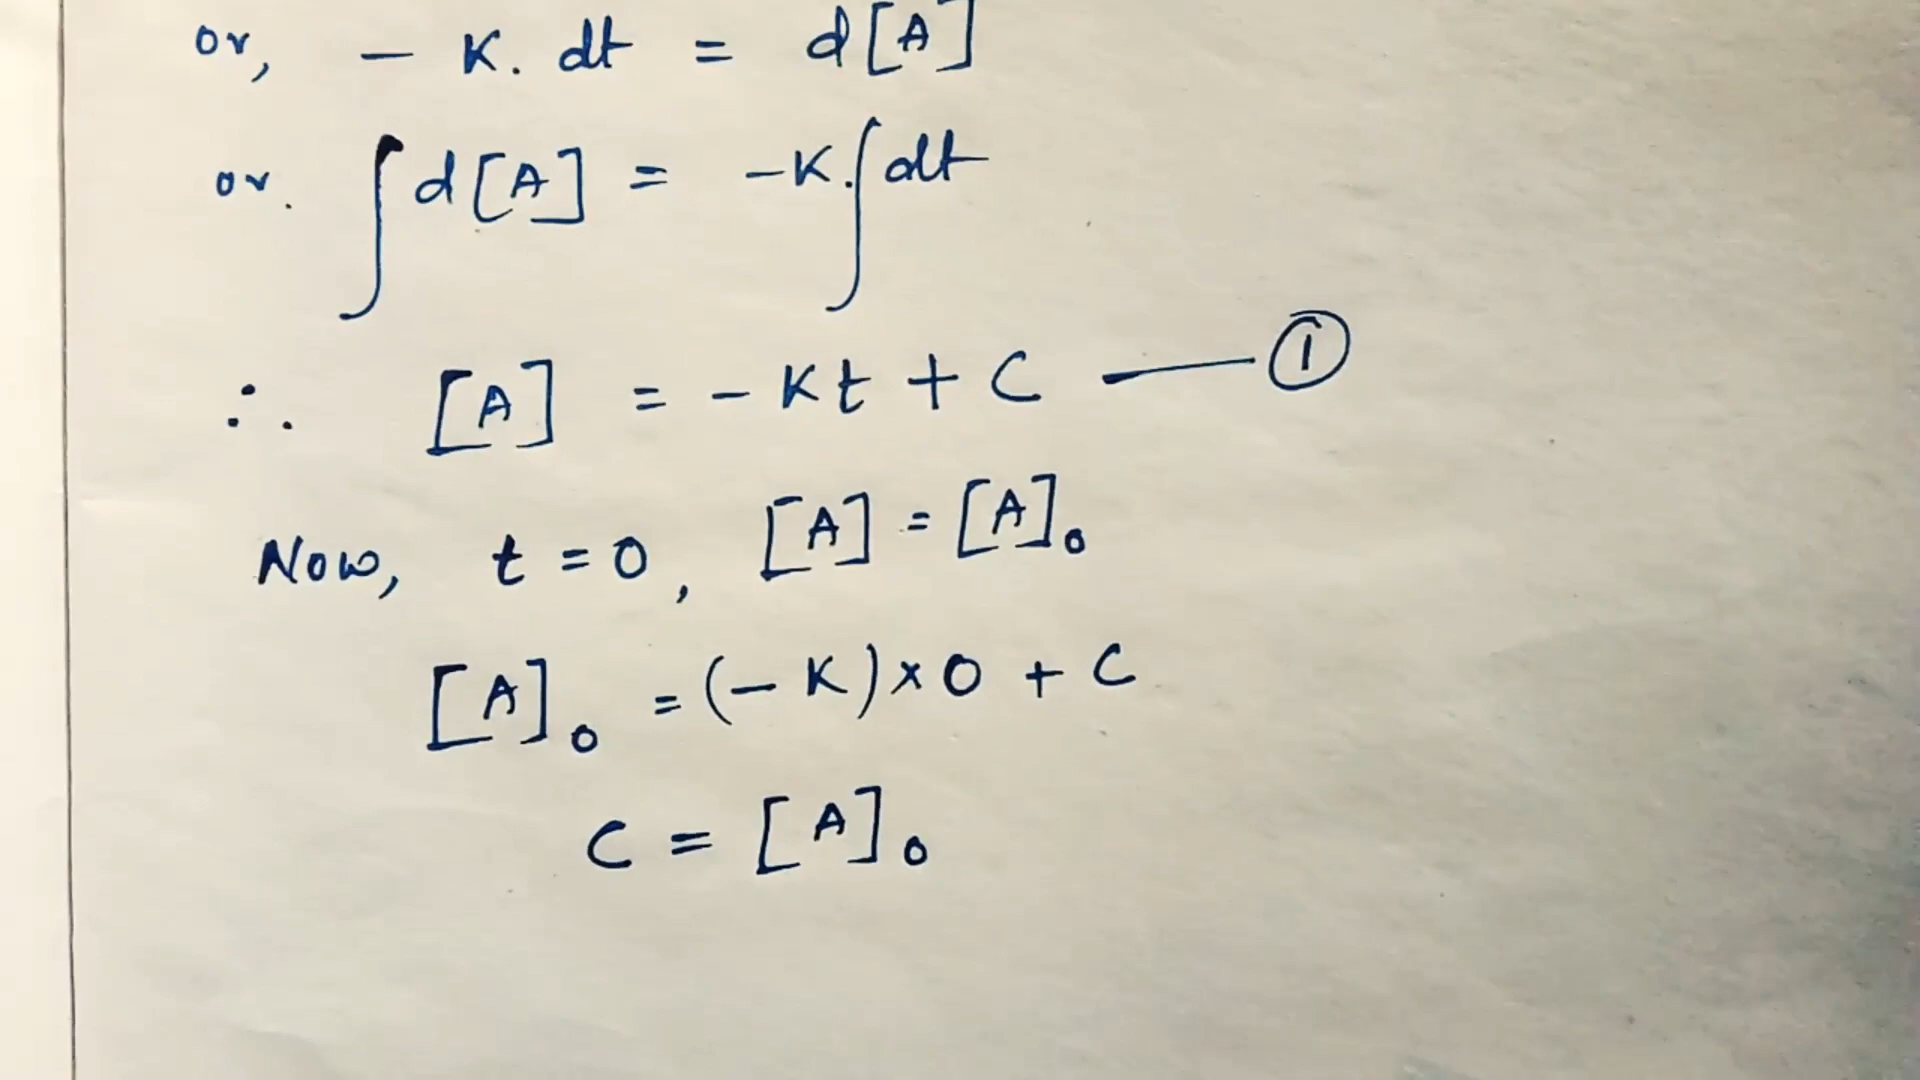 or, - K. dt = d[A]
or. ∫d[A] = -K.∫dt
∴ [A] = - Kt + C —— ①
Now, t = 0, [A] = [A]₀
[A]₀ = (- K) × 0 + C
C = [A]₀